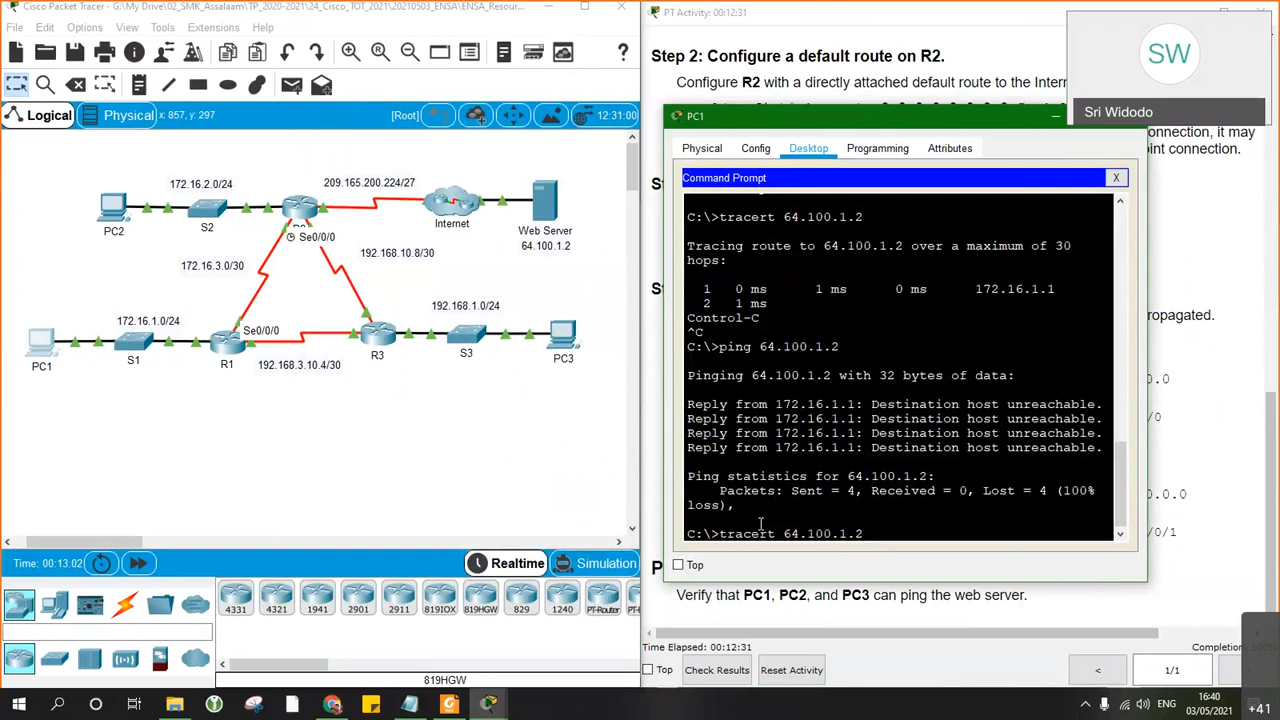 Cisco Packet Tracer - G:\My Drive\02_SMK_Assalaam\TP_2020-2021\24_Cisco_TOT_2021\20210503_ENSA\ENSA_Resour...
File Edit Options View Tools Extensions Help
Logical Physical x: 857, y: 297 [Root] 12:31:00
172.16.2.0/24
209.165.200.224/27
PC2
S2
Internet
Web Server
64.100.1.2
Se0/0/0
172.16.3.0/30
192.168.10.8/30
192.168.1.0/24
172.16.1.0/24
Se0/0/0
PC1
S1
R1
192.168.3.10.4/30
R3
S3
PC3
Time: 00:13.02 Realtime Simulation
4331 4321 1941 2901 2911 819IOX 819HGW 829 1240 PT-Router PT-
819HGW
PT Activity: 00:12:31
Step 2: Configure a default route on R2.
Configure R2 with a directly attached default route to the Intern
connection, it may
oint connection.
SW
Sri Widodo
St
St
opagated.
0.0
/0
.0.0
/0/1
PC1
Physical Config Desktop Programming Attributes
Command Prompt X
C:\>tracert 64.100.1.2
Tracing route to 64.100.1.2 over a maximum of 30
hops:
1 0 ms 1 ms 0 ms 172.16.1.1
2 1 ms
Control-C
^C
C:\>ping 64.100.1.2
Pinging 64.100.1.2 with 32 bytes of data:
Reply from 172.16.1.1: Destination host unreachable.
Reply from 172.16.1.1: Destination host unreachable.
Reply from 172.16.1.1: Destination host unreachable.
Reply from 172.16.1.1: Destination host unreachable.
Ping statistics for 64.100.1.2:
Packets: Sent = 4, Received = 0, Lost = 4 (100%
loss),
C:\>tracert 64.100.1.2
Top
P
Verify that PC1, PC2, and PC3 can ping the web server.
Time Elapsed: 00:12:31 Completion: 100%
Top Check Results Reset Activity < 1/1
ENG 16:40
03/05/2021
+41